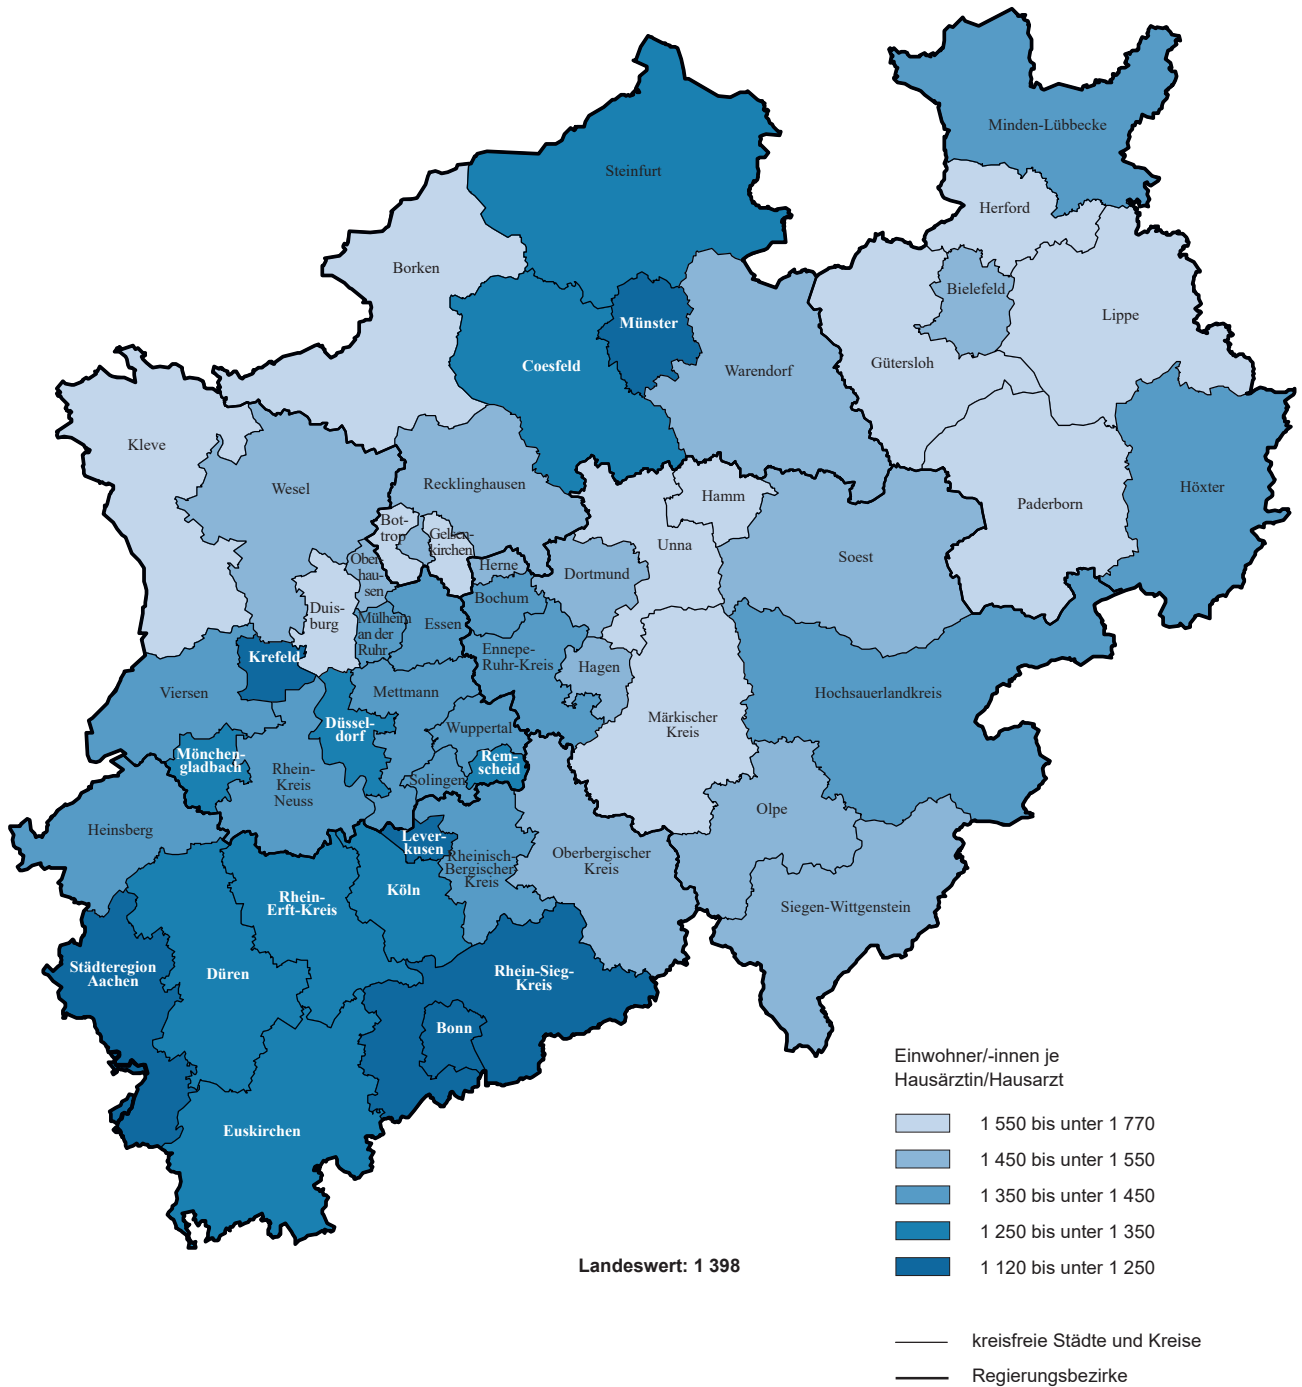 Minden-Lübbecke
Steinfurt
Herford
Borken
Bielefeld
Lippe
Münster
Gütersloh
Coesfeld
Warendorf
Kleve
Recklinghausen
Wesel
Höxter
Hamm
Paderborn
Bot-
trop
Gelsen-
kirchen
Unna
Soest
Ober-
hau-
sen
Herne
Dortmund
Bochum
Duis-
burg
Mülheim
an der
Ruhr
Essen
Ennepe-
Ruhr-Kreis
Krefeld
Hagen
Viersen
Mettmann
Hochsauerlandkreis
Märkischer
Kreis
Düssel-
dorf
Wuppertal
Mönchen-
gladbach
Rem-
scheid
Rhein-
Kreis
Neuss
Solingen
Olpe
Heinsberg
Lever-
kusen
Rheinisch-
Bergischer
Kreis
Oberbergischer
Kreis
Köln
Rhein-
Erft-Kreis
Siegen-Wittgenstein
Städteregion
Aachen
Düren
Rhein-Sieg-
Kreis
Bonn
Euskirchen
Einwohner/-innen je
Hausärztin/Hausarzt
1 550 bis unter 1 770
1 450 bis unter 1 550
1 350 bis unter 1 450
1 250 bis unter 1 350
1 120 bis unter 1 250
Landeswert: 1 398
kreisfreie Städte und Kreise
Regierungsbezirke